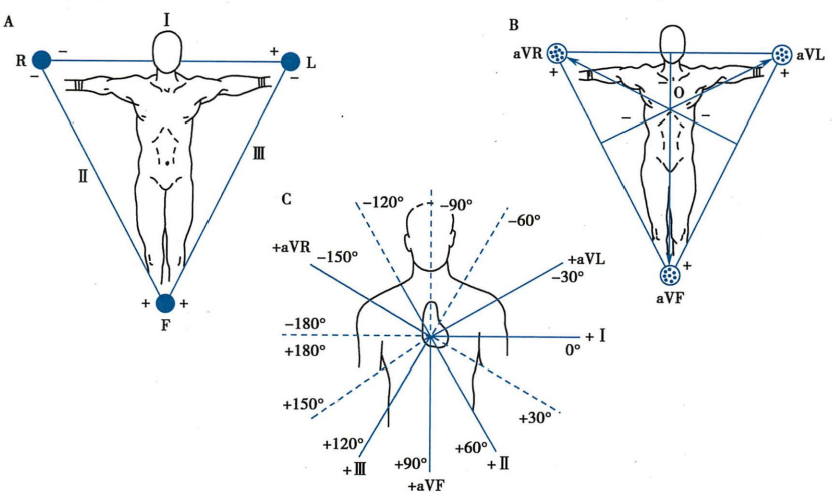 A
I
R
−
+
L
−
−
II
III
+
+
F
B
aVR
aVL
+
+
−
O
−
−
+
aVF
C
−120°
−90°
−60°
+aVR
−150°
+aVL
−30°
−180°
+180°
+ I
0°
+150°
+30°
+120°
+60°
+III
+90°
+II
+aVF